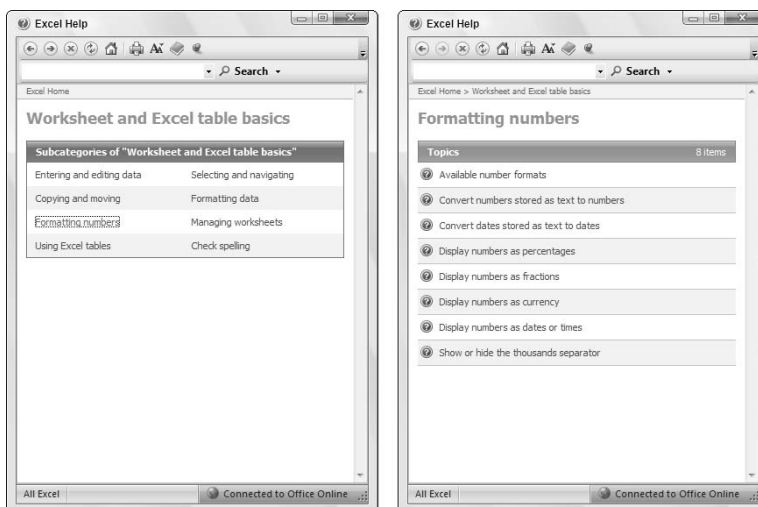 Excel Help
Search
Excel Home
Worksheet and Excel table basics
Subcategories of "Worksheet and Excel table basics"
Entering and editing data
Selecting and navigating
Copying and moving
Formatting data
Formatting numbers
Managing worksheets
Using Excel tables
Check spelling
All Excel
Connected to Office Online
Excel Help
Search
Excel Home > Worksheet and Excel table basics
Formatting numbers
Topics 8 items
Available number formats
Convert numbers stored as text to numbers
Convert dates stored as text to dates
Display numbers as percentages
Display numbers as fractions
Display numbers as currency
Display numbers as dates or times
Show or hide the thousands separator
All Excel
Connected to Office Online